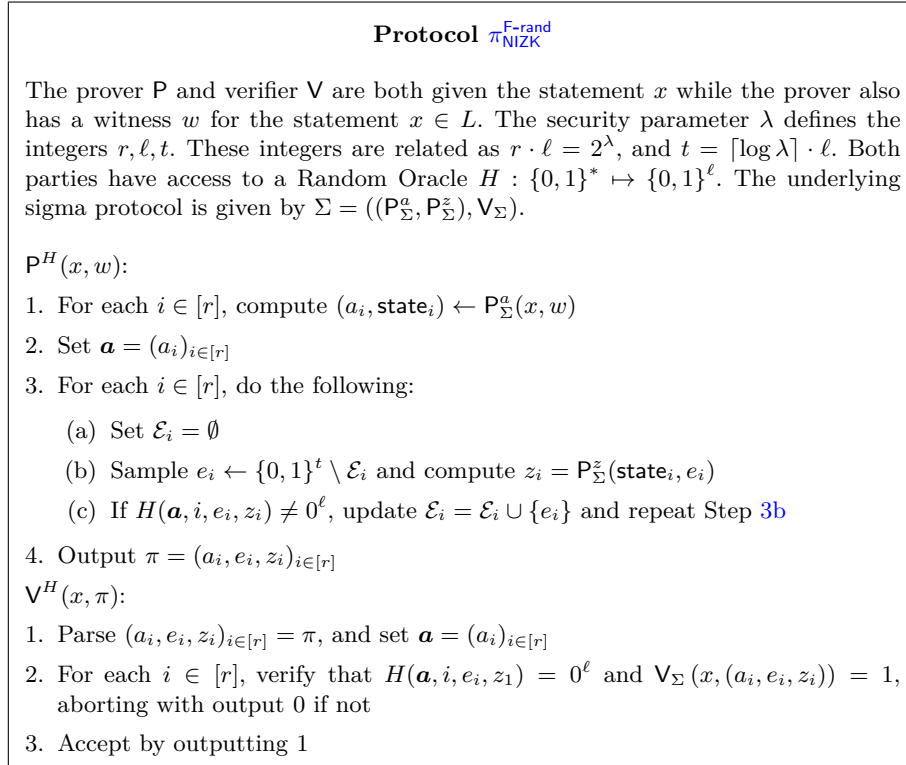 Protocol π^{F-rand}_{NIZK}
The prover P and verifier V are both given the statement x while the prover also
has a witness w for the statement x ∈ L. The security parameter λ defines the
integers r, ℓ, t. These integers are related as r · ℓ = 2^λ, and t = ⌈log λ⌉ · ℓ. Both
parties have access to a Random Oracle H : {0, 1}^* ↦ {0, 1}^ℓ. The underlying
sigma protocol is given by Σ = ((P^a_Σ, P^z_Σ), V_Σ).
P^H(x, w):
1. For each i ∈ [r], compute (a_i, state_i) ← P^a_Σ(x, w)
2. Set a = (a_i)_{i∈[r]}
3. For each i ∈ [r], do the following:
(a) Set ℰ_i = ∅
(b) Sample e_i ← {0, 1}^t \ ℰ_i and compute z_i = P^z_Σ(state_i, e_i)
(c) If H(a, i, e_i, z_i) ≠ 0^ℓ, update ℰ_i = ℰ_i ∪ {e_i} and repeat Step 3b
4. Output π = (a_i, e_i, z_i)_{i∈[r]}
V^H(x, π):
1. Parse (a_i, e_i, z_i)_{i∈[r]} = π, and set a = (a_i)_{i∈[r]}
2. For each i ∈ [r], verify that H(a, i, e_i, z_1) = 0^ℓ and V_Σ (x, (a_i, e_i, z_i)) = 1,
aborting with output 0 if not
3. Accept by outputting 1